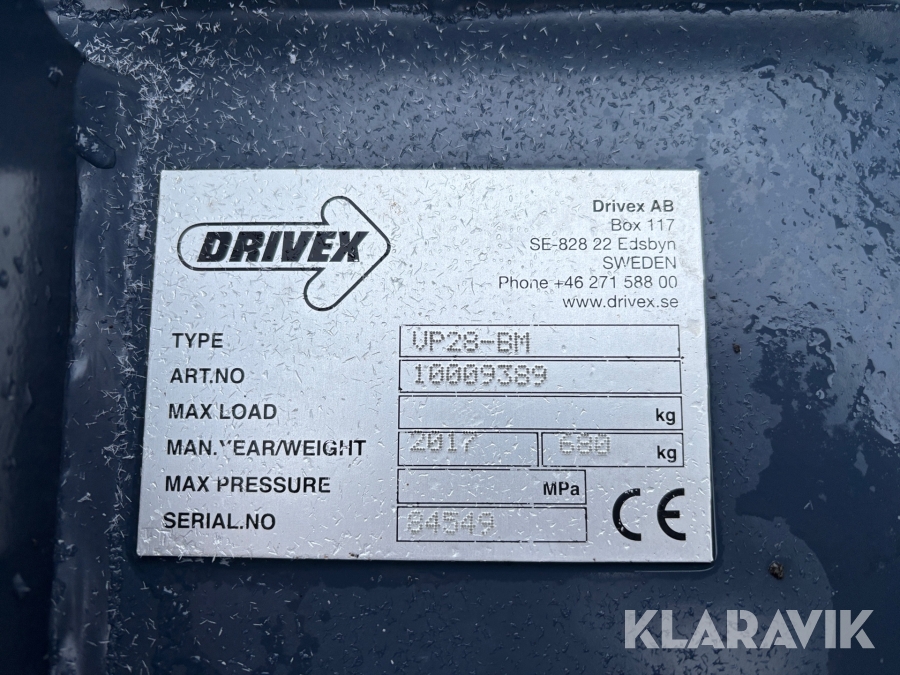 DRIVEX
Drivex AB
Box 117
SE-828 22 Edsbyn
SWEDEN
Phone +46 271 588 00
www.drivex.se
TYPE VP28-BM
ART.NO 10009389
MAX LOAD kg
MAN.YEAR/WEIGHT 2017 680 kg
MAX PRESSURE MPa
SERIAL.NO 84549
CE
KLARAVIK